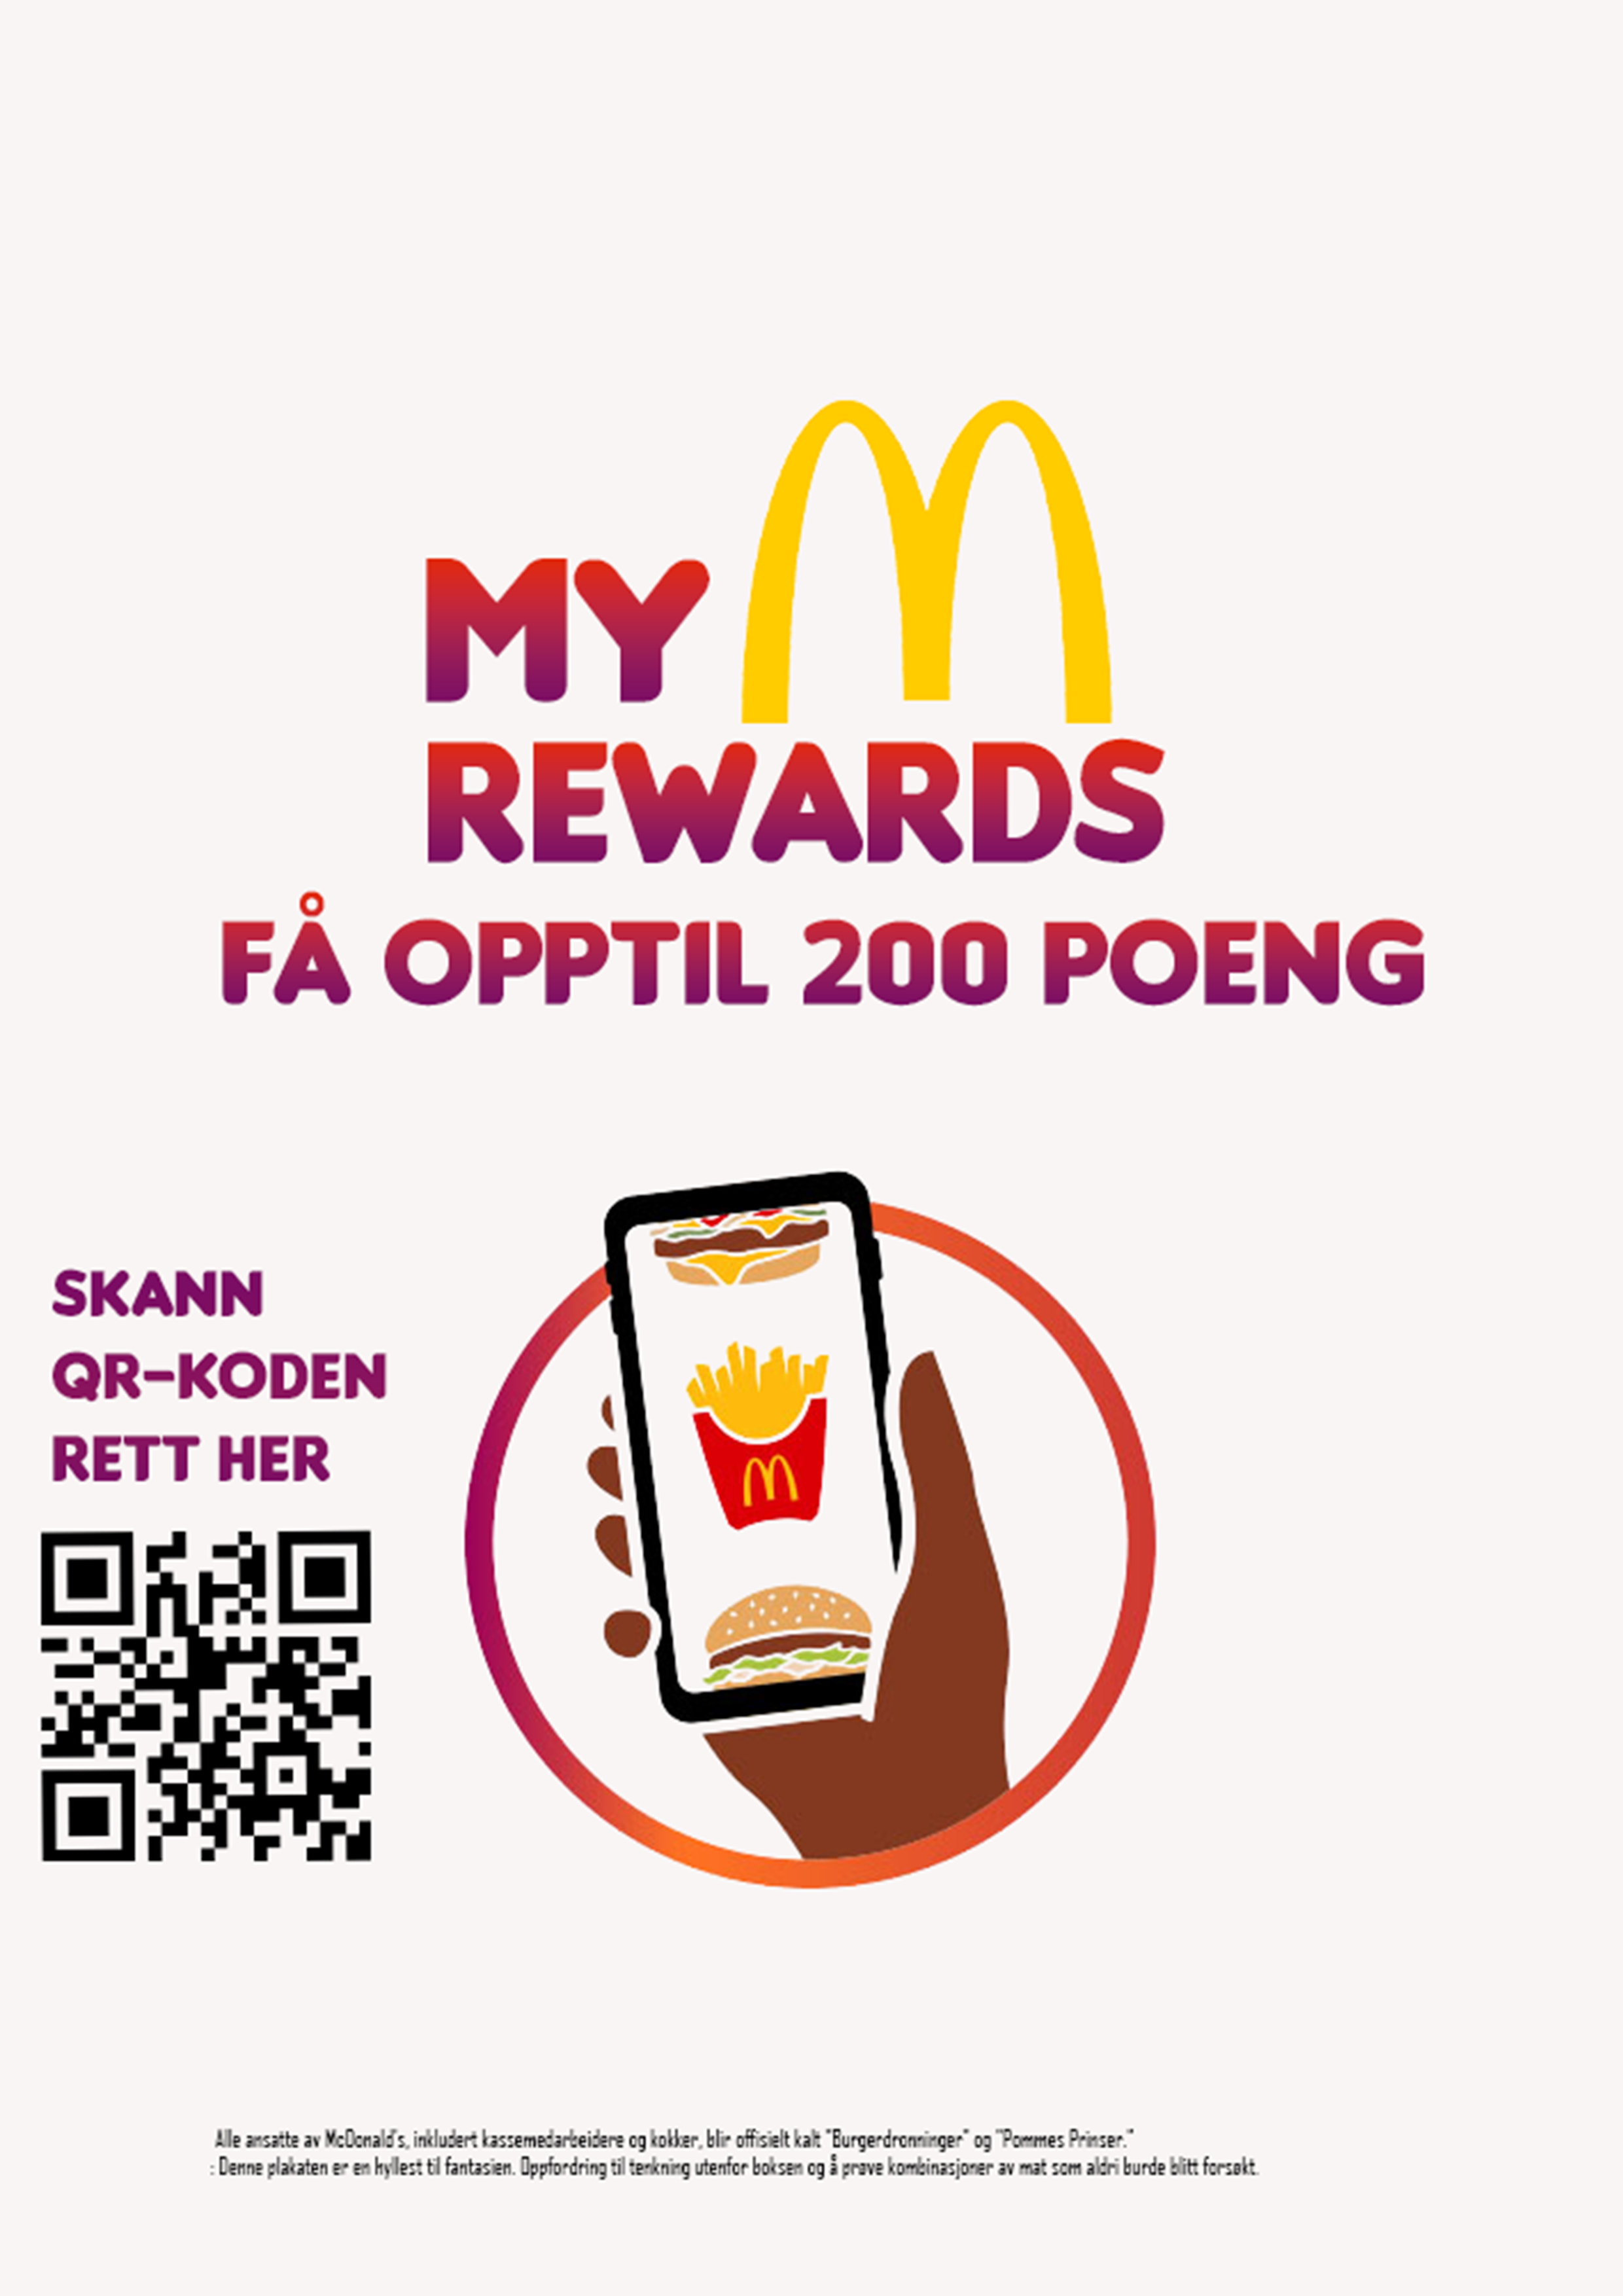 MY M
REWARDS
FÅ OPPTIL 200 POENG
SKANN
QR-KODEN
RETT HER
M
Alle ansatte av McDonald's, inkludert kassemedarbeidere og kokker, blir offisielt kalt "Burgerdronninger" og "Pommes Prinser."
: Denne plakaten er en hyllest til fantasien. Oppfordring til tenkning utenfor boksen og å prøve kombinasjoner av mat som aldri burde blitt forsøkt.